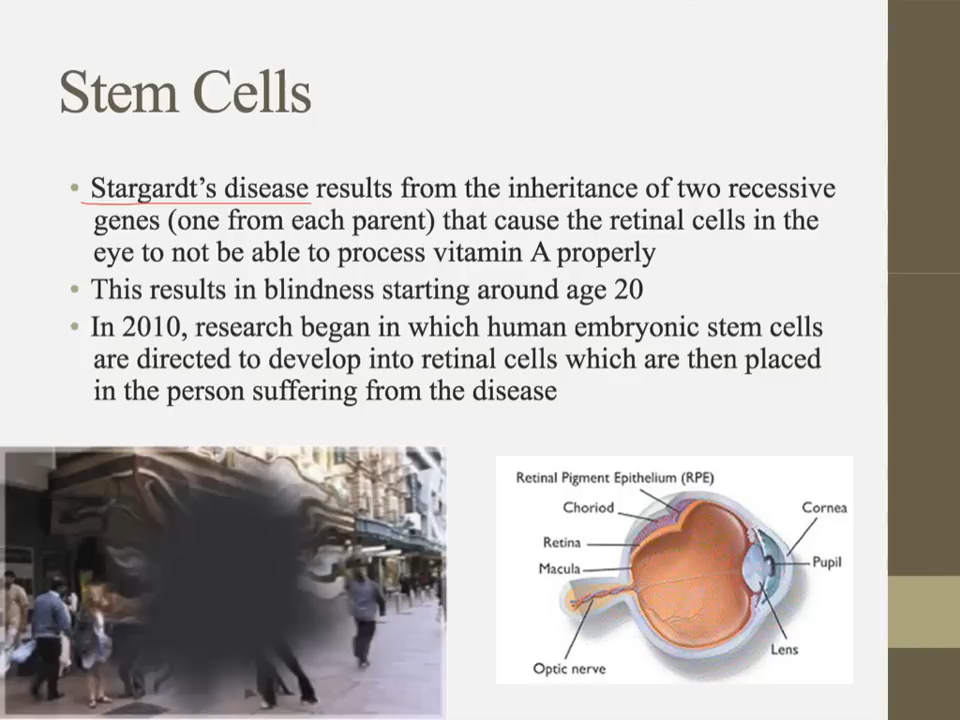 Stem Cells
• Stargardt’s disease results from the inheritance of two recessive
genes (one from each parent) that cause the retinal cells in the
eye to not be able to process vitamin A properly
• This results in blindness starting around age 20
• In 2010, research began in which human embryonic stem cells
are directed to develop into retinal cells which are then placed
in the person suffering from the disease
Retinal Pigment Epithelium (RPE)
Choriod
Cornea
Retina
Macula
Pupil
Lens
Optic nerve